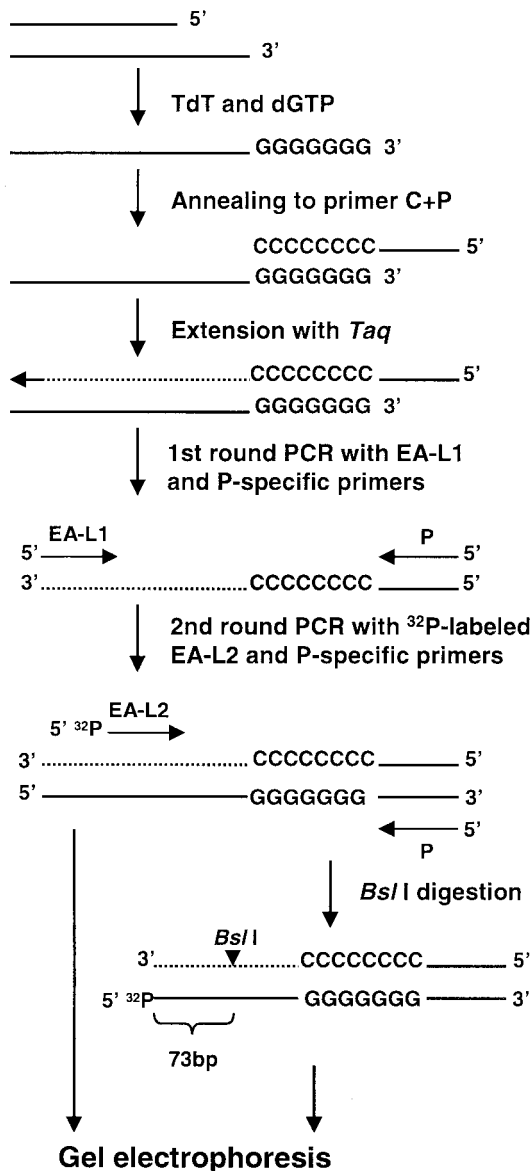 5'
3'
TdT and dGTP
GGGGGGG 3'
Annealing to primer C+P
CCCCCCCC 5'
GGGGGGG 3'
Extension with Taq
CCCCCCCC 5'
GGGGGGG 3'
1st round PCR with EA-L1
and P-specific primers
EA-L1 P
5' 5'
3' CCCCCCCC 5'
2nd round PCR with ³²P-labeled
EA-L2 and P-specific primers
EA-L2
5' ³²P
3' CCCCCCCC 5'
5' GGGGGGG 3'
5'
P
Bsl I digestion
Bsl I
3' CCCCCCCC 5'
5' ³²P GGGGGGG 3'
73bp
Gel electrophoresis